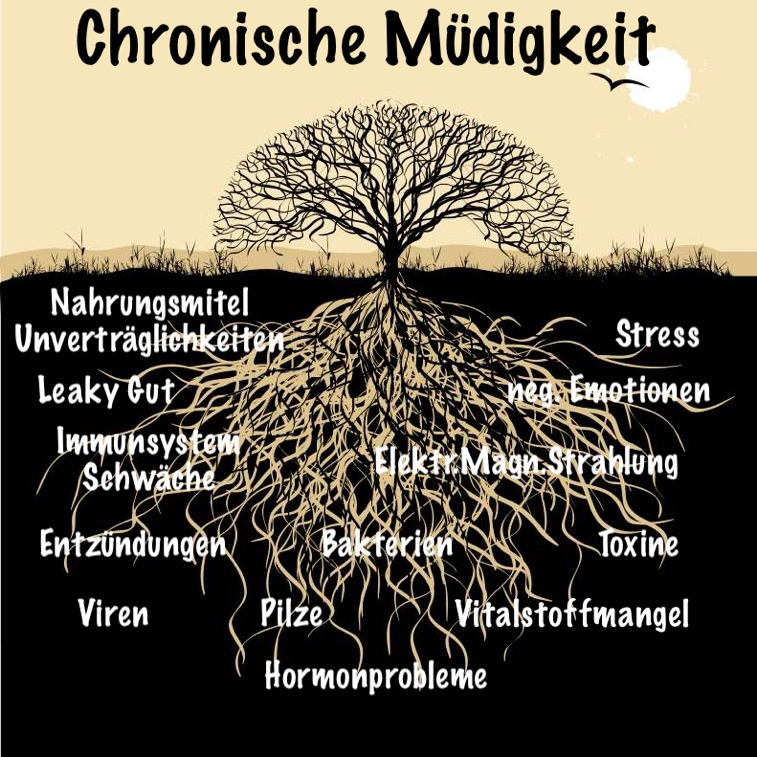 Chronische Müdigkeit
Nahrungsmitel
Unverträglichkeiten
Stress
Leaky Gut
neg. Emotionen
Immunsystem
Schwäche
Elektr.Magn.Strahlung
Entzündungen
Bakterien
Toxine
Viren
Pilze
Vitalstoffmangel
Hormonprobleme